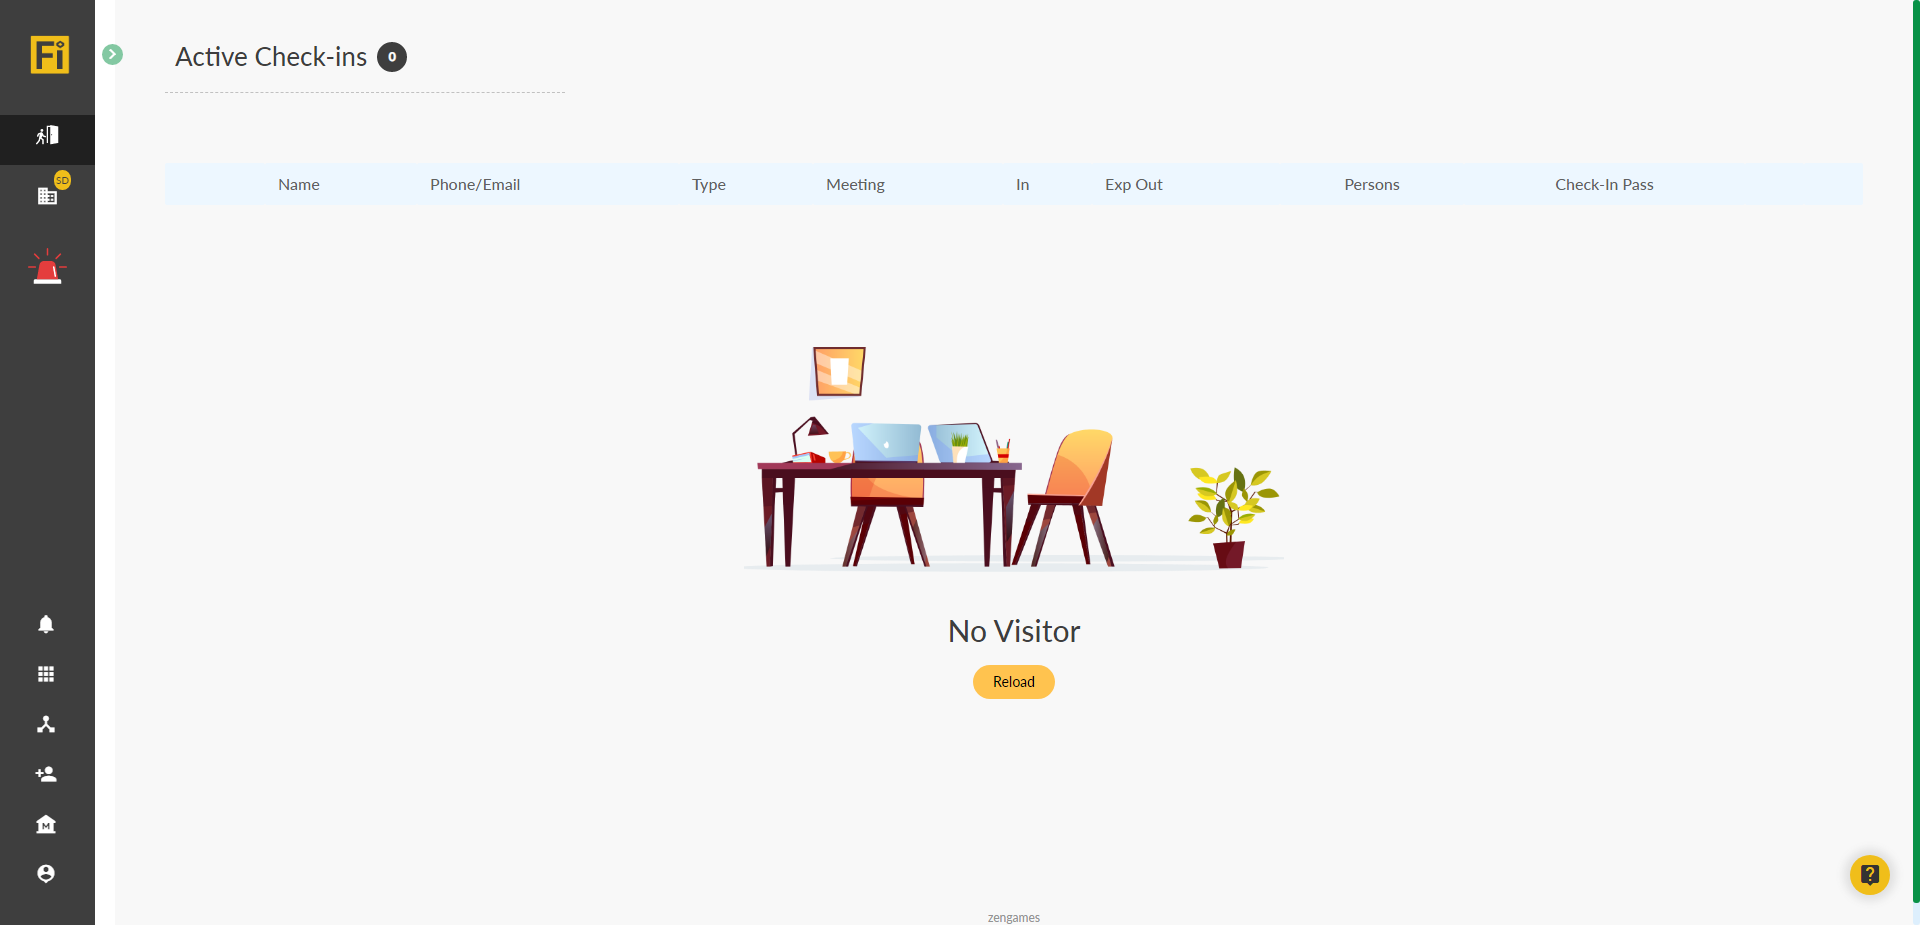 Fi
Active Check-ins 0
SD
Name Phone/Email Type Meeting In Exp Out Persons Check-In Pass
No Visitor
Reload
M
?
zengames